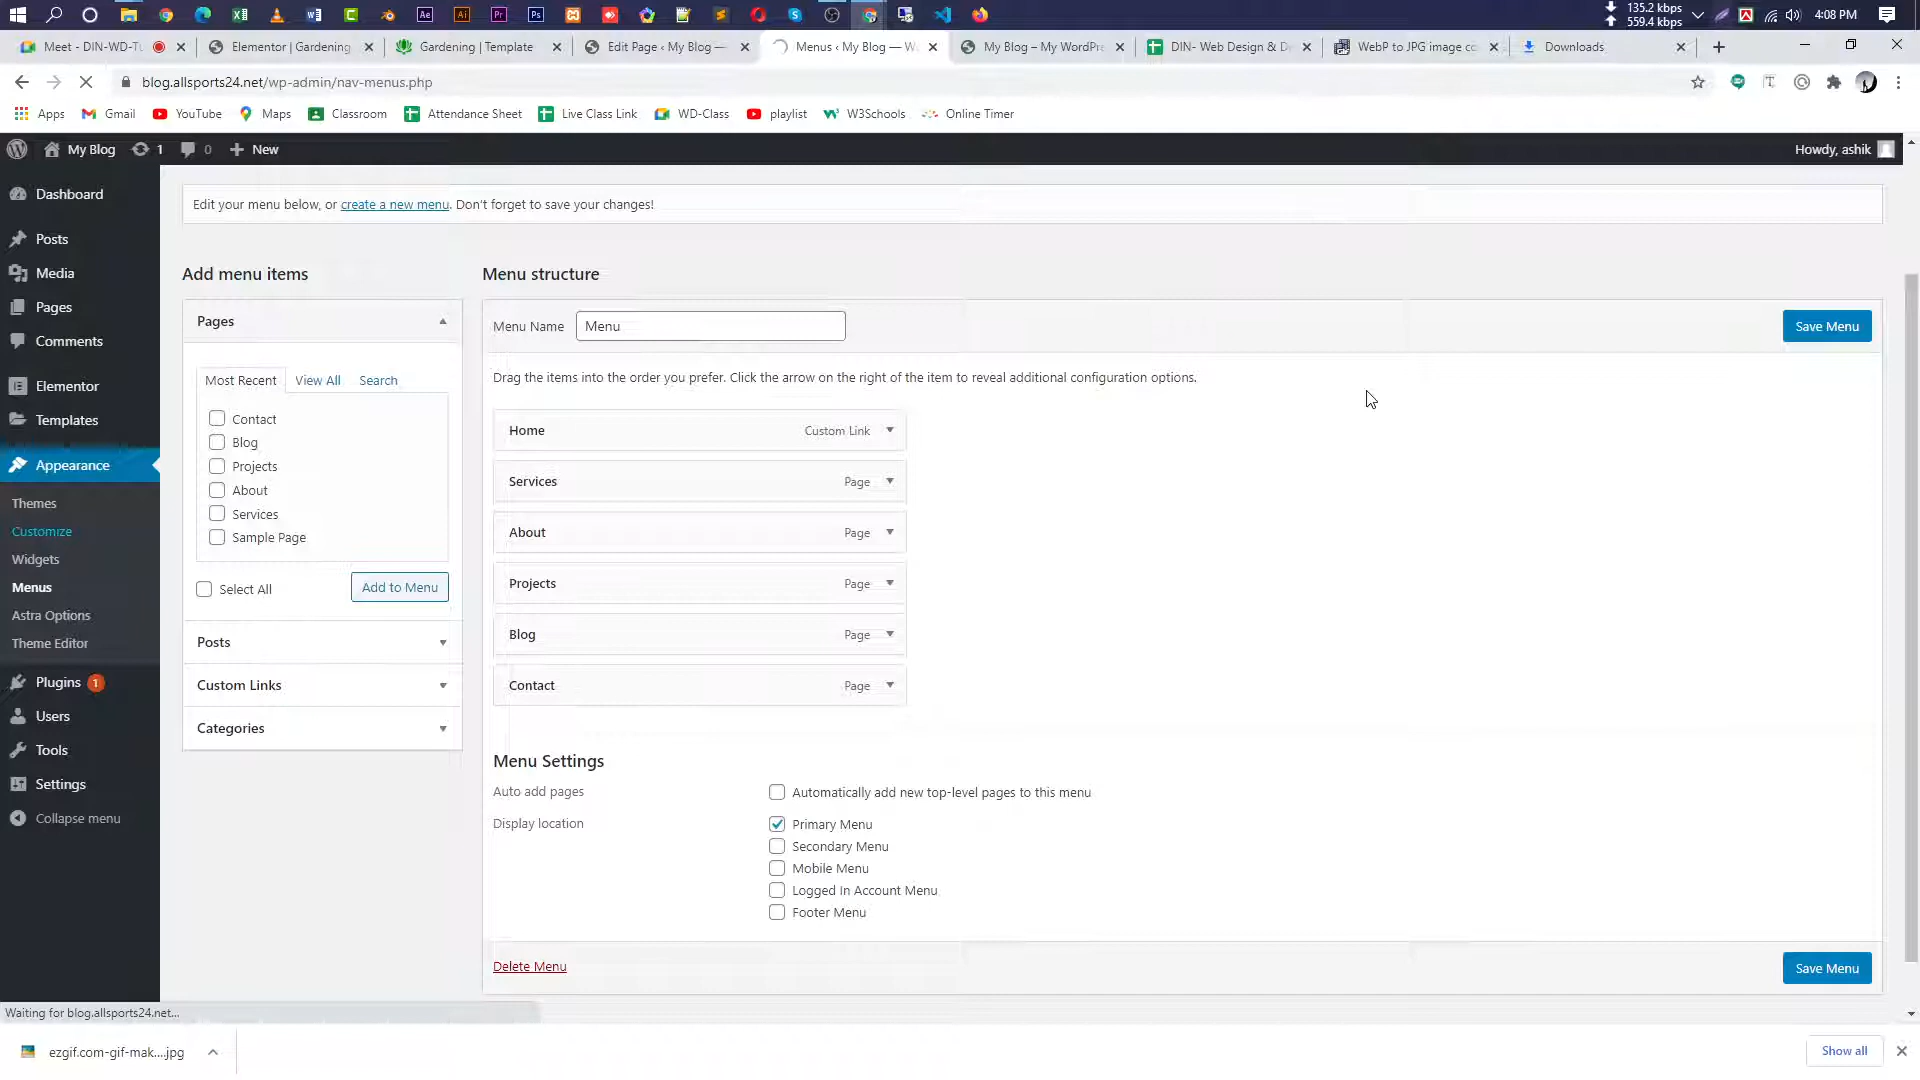 135.2 kbps
559.4 kbps
4:08 PM
Meet - DIN-WD-Tu
Elementor | Gardening
Gardening | Template
Edit Page ‹ My Blog —
Menus ‹ My Blog — W
My Blog – My WordPre
DIN- Web Design & D
WebP to JPG image co
Downloads
blog.allsports24.net/wp-admin/nav-menus.php
Apps
Gmail
YouTube
Maps
Classroom
Attendance Sheet
Live Class Link
WD-Class
playlist
W3Schools
Online Timer
My Blog
1
0
New
Howdy, ashik
Dashboard
Posts
Media
Pages
Comments
Elementor
Templates
Appearance
Themes
Customize
Widgets
Menus
Astra Options
Theme Editor
Plugins 1
Users
Tools
Settings
Collapse menu
Edit your menu below, or create a new menu. Don't forget to save your changes!
Add menu items
Pages
Most Recent
View All
Search
Contact
Blog
Projects
About
Services
Sample Page
Select All
Add to Menu
Posts
Custom Links
Categories
Menu structure
Menu Name
Menu
Save Menu
Drag the items into the order you prefer. Click the arrow on the right of the item to reveal additional configuration options.
Home Custom Link
Services Page
About Page
Projects Page
Blog Page
Contact Page
Menu Settings
Auto add pages
Automatically add new top-level pages to this menu
Display location
Primary Menu
Secondary Menu
Mobile Menu
Logged In Account Menu
Footer Menu
Delete Menu
Save Menu
Waiting for blog.allsports24.net...
ezgif.com-gif-mak....jpg
Show all